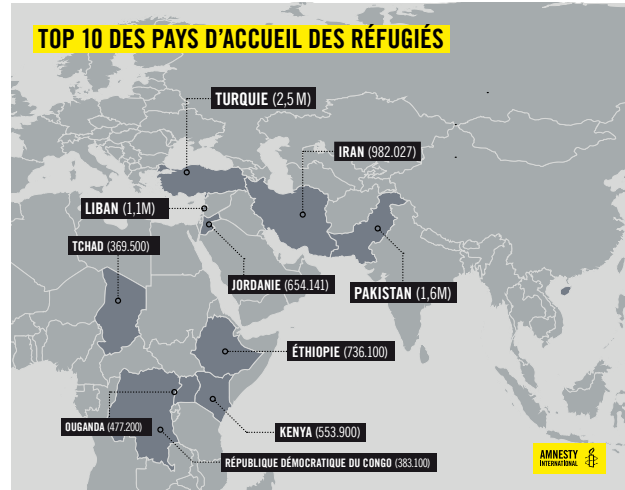 TOP 10 DES PAYS D'ACCUEIL DES RÉFUGIÉS
TURQUIE (2,5 M)
IRAN (982.027)
LIBAN (1,1M)
TCHAD (369.500)
JORDANIE (654.141)
PAKISTAN (1,6M)
ÉTHIOPIE (736.100)
OUGANDA (477.200)
KENYA (553.900)
RÉPUBLIQUE DÉMOCRATIQUE DU CONGO (383.100)
AMNESTY
INTERNATIONAL